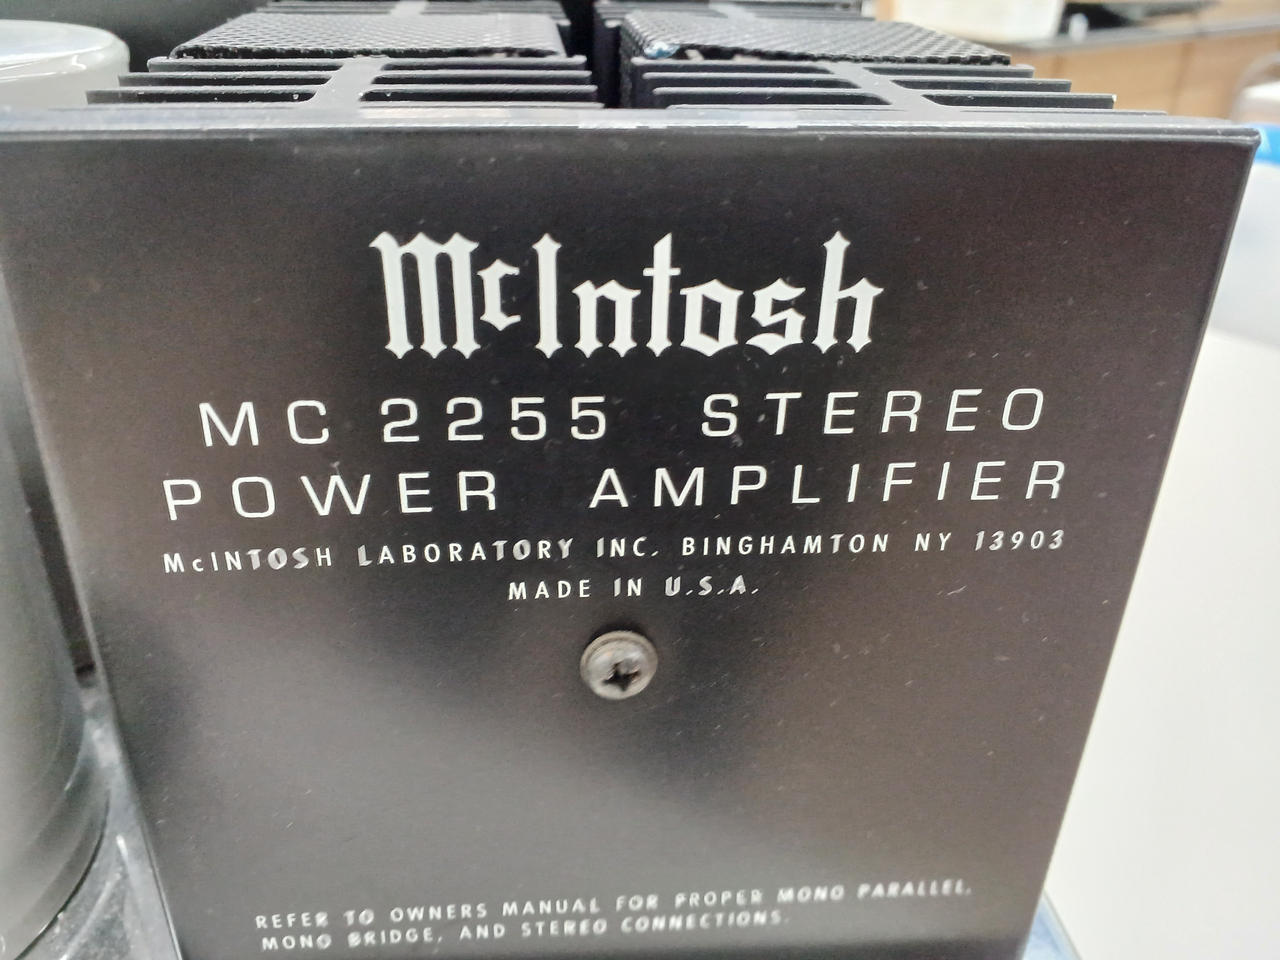 McIntosh
MC 2255 STEREO
POWER AMPLIFIER
McINTOSH LABORATORY INC. BINGHAMTON NY 13903
MADE IN U.S.A.
REFER TO OWNERS MANUAL FOR PROPER MONO PARALLEL,
MONO BRIDGE, AND STEREO CONNECTIONS.